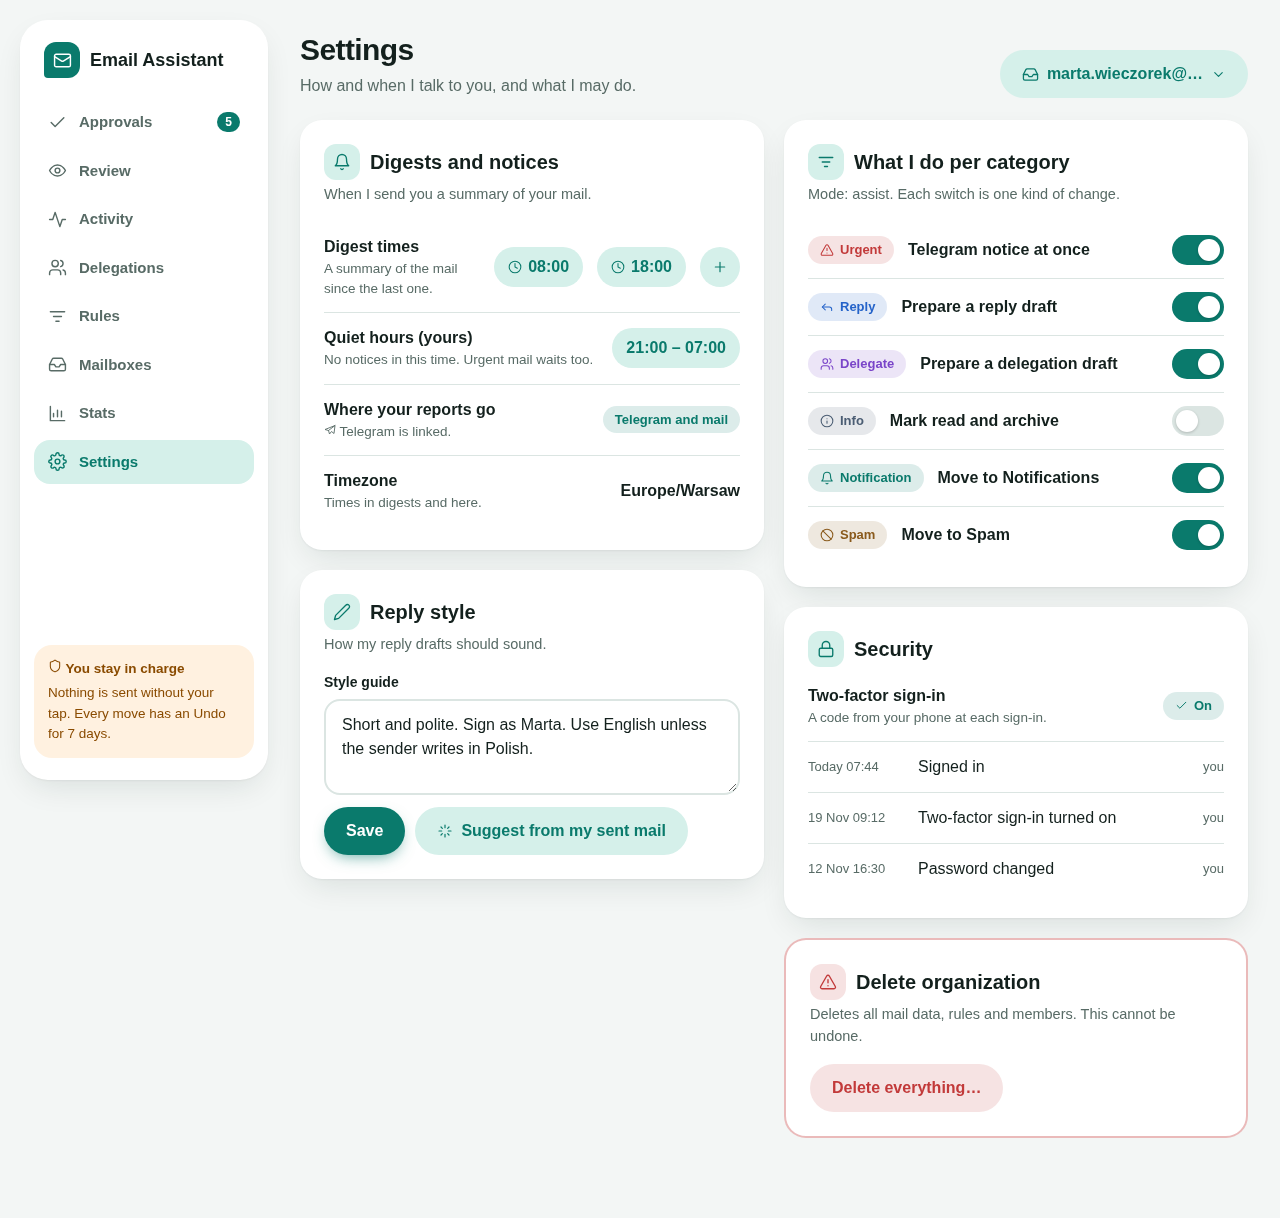 Email Assistant
Approvals
5
Review
Activity
Delegations
Rules
Mailboxes
Stats
Settings
You stay in charge
Nothing is sent without your
tap. Every move has an Undo
for 7 days.
Settings
How and when I talk to you, and what I may do.
marta.wieczorek@…
Digests and notices
When I send you a summary of your mail.
Digest times
A summary of the mail
since the last one.
08:00
18:00
Quiet hours (yours)
No notices in this time. Urgent mail waits too.
21:00 – 07:00
Where your reports go
Telegram is linked.
Telegram and mail
Timezone
Times in digests and here.
Europe/Warsaw
Reply style
How my reply drafts should sound.
Style guide
Short and polite. Sign as Marta. Use English unless
the sender writes in Polish.
Save
Suggest from my sent mail
What I do per category
Mode: assist. Each switch is one kind of change.
Urgent
Telegram notice at once
Reply
Prepare a reply draft
Delegate
Prepare a delegation draft
Info
Mark read and archive
Notification
Move to Notifications
Spam
Move to Spam
Security
Two-factor sign-in
A code from your phone at each sign-in.
On
Today 07:44
Signed in
you
19 Nov 09:12
Two-factor sign-in turned on
you
12 Nov 16:30
Password changed
you
Delete organization
Deletes all mail data, rules and members. This cannot be
undone.
Delete everything…